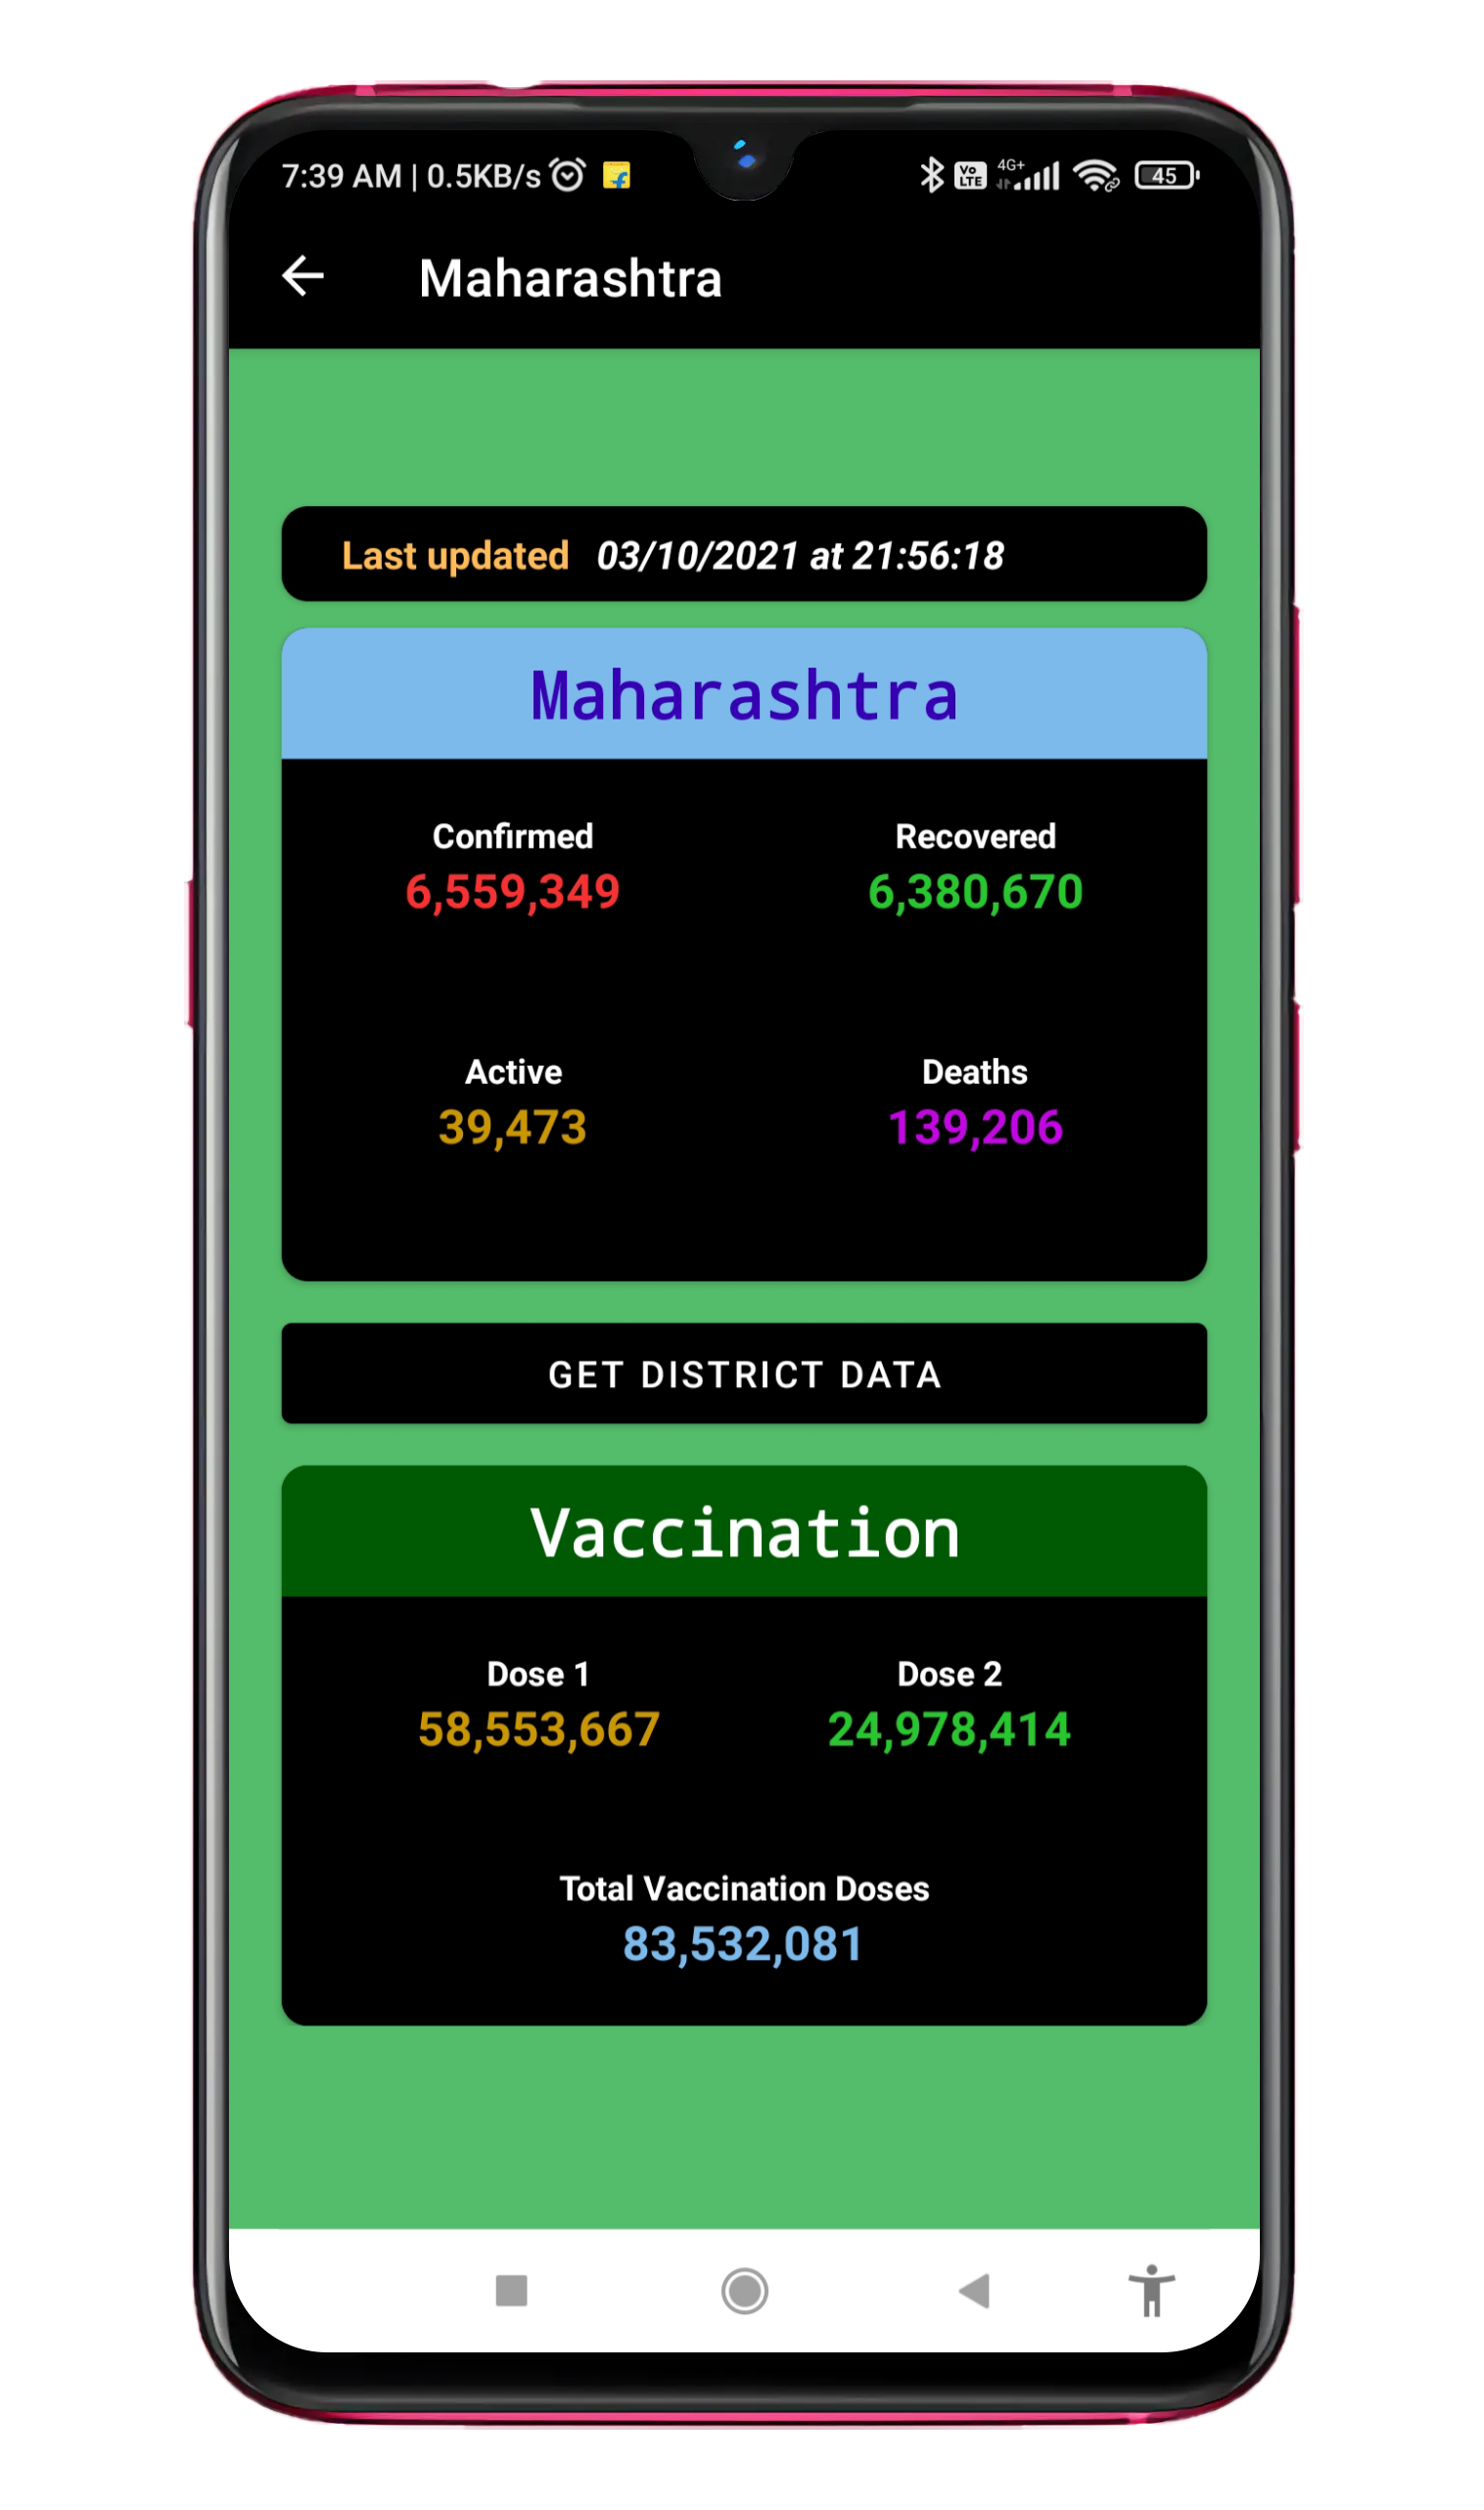 7:39 AM | 0.5KB/s Vo LTE 4G+ 45
Maharashtra
Last updated 03/10/2021 at 21:56:18
Maharashtra
Confirmed Recovered
6,559,349 6,380,670
Active Deaths
39,473 139,206
GET DISTRICT DATA
Vaccination
Dose 1 Dose 2
58,553,667 24,978,414
Total Vaccination Doses
83,532,081